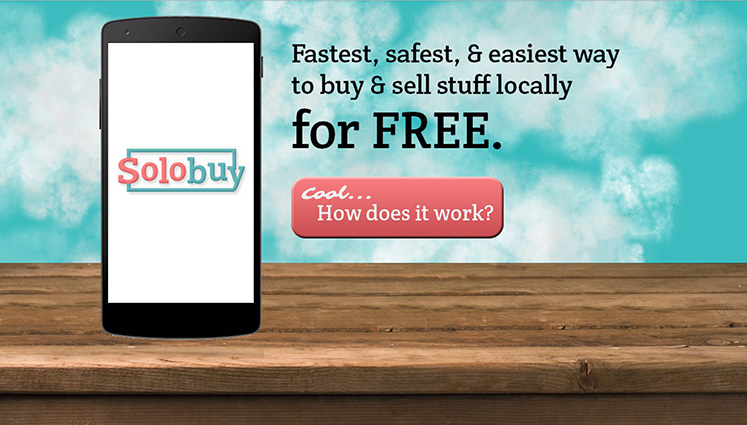 Solobuy
Fastest, safest, & easiest way
to buy & sell stuff locally
for FREE.
Cool...
How does it work?